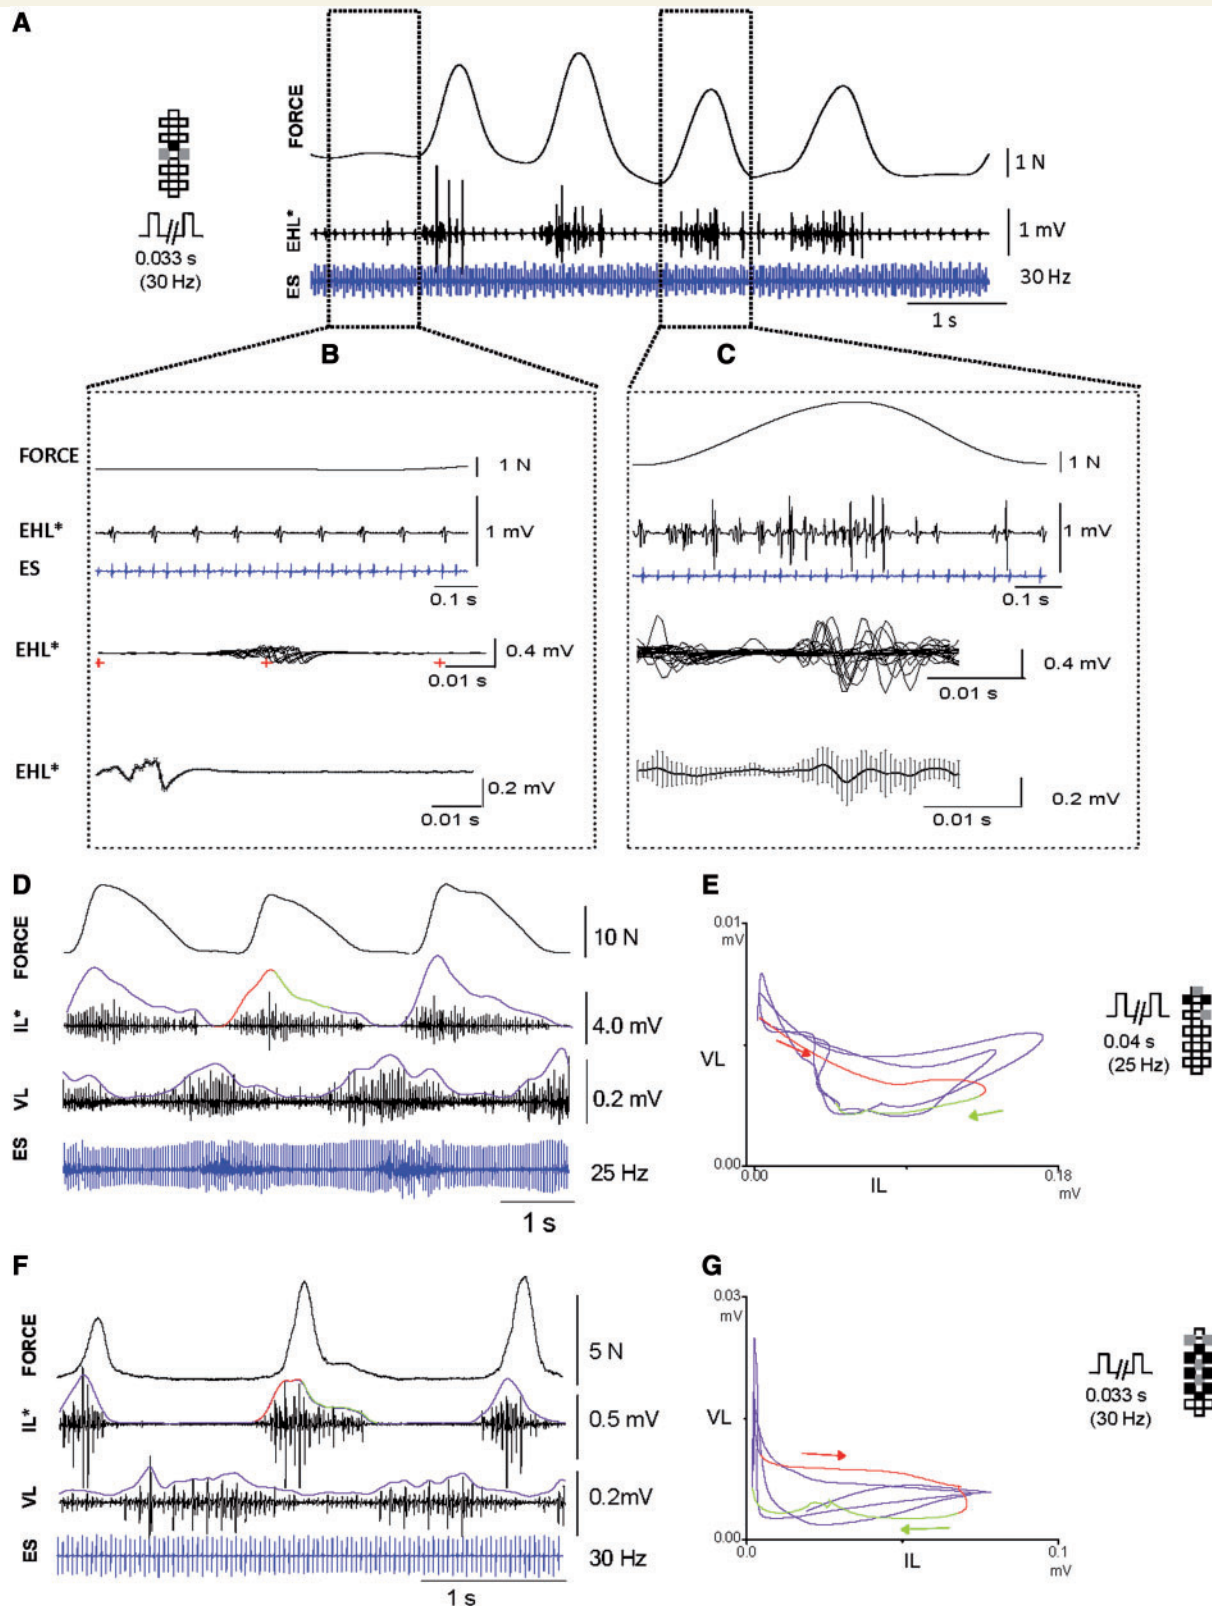 A
FORCE
1 N
EHL*
1 mV
ES
30 Hz
1 s
0.033 s
(30 Hz)
B
FORCE
1 N
EHL*
1 mV
ES
0.1 s
EHL*
0.4 mV
0.01 s
EHL*
0.2 mV
0.01 s
C
1 N
1 mV
0.1 s
0.4 mV
0.01 s
0.2 mV
0.01 s
D
FORCE
10 N
IL*
4.0 mV
VL
0.2 mV
ES
25 Hz
1 s
E
0.01
mV
VL
0.00
0.00
IL
0.18
mV
0.04 s
(25 Hz)
F
FORCE
5 N
IL*
0.5 mV
VL
0.2mV
ES
30 Hz
1 s
G
0.03
mV
VL
0.00
0.0
IL
0.1
mV
0.033 s
(30 Hz)